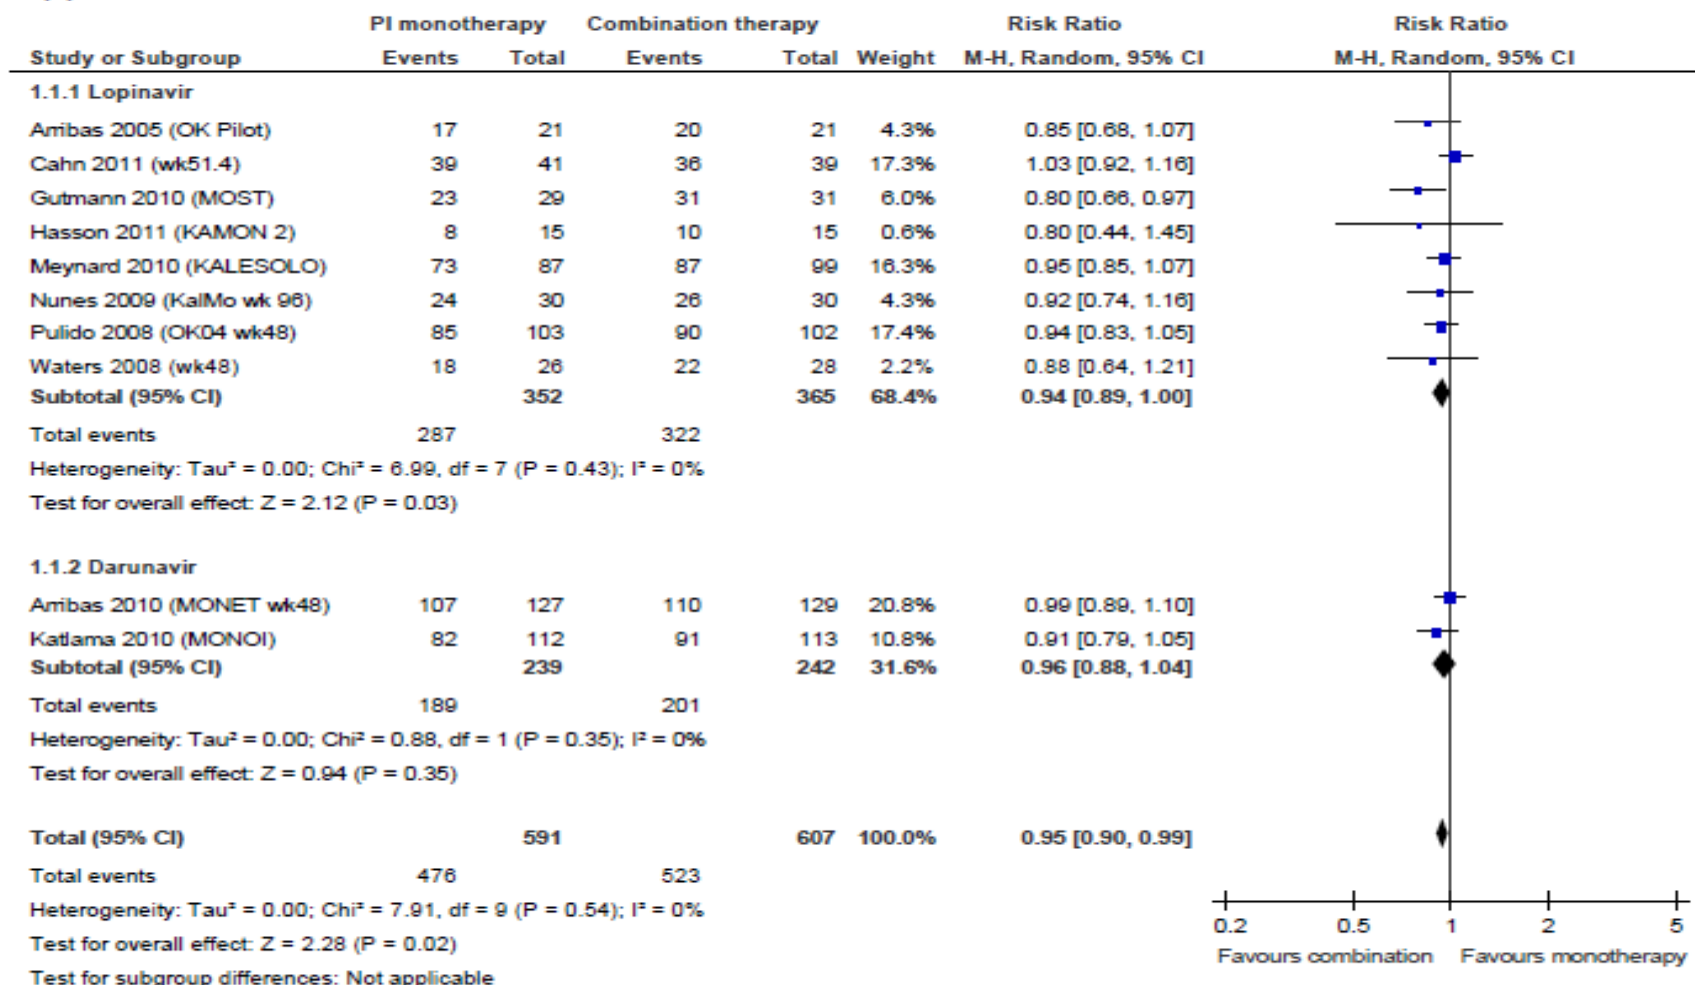 PI monotherapy Combination therapy Risk Ratio Risk Ratio
Study or Subgroup Events Total Events Total Weight M-H, Random, 95% CI M-H, Random, 95% CI
1.1.1 Lopinavir
Arribas 2005 (OK Pilot) 17 21 20 21 4.3% 0.85 [0.68, 1.07]
Cahn 2011 (wk51.4) 39 41 36 39 17.3% 1.03 [0.92, 1.16]
Gutmann 2010 (MOST) 23 29 31 31 6.0% 0.80 [0.66, 0.97]
Hasson 2011 (KAMON 2) 8 15 10 15 0.6% 0.80 [0.44, 1.45]
Meynard 2010 (KALESOLO) 73 87 87 99 16.3% 0.95 [0.85, 1.07]
Nunes 2009 (KalMo wk 96) 24 30 26 30 4.3% 0.92 [0.74, 1.16]
Pulido 2008 (OK04 wk48) 85 103 90 102 17.4% 0.94 [0.83, 1.05]
Waters 2008 (wk48) 18 26 22 28 2.2% 0.88 [0.64, 1.21]
Subtotal (95% CI) 352 365 68.4% 0.94 [0.89, 1.00]
Total events 287 322
Heterogeneity: Tau² = 0.00; Chi² = 6.99, df = 7 (P = 0.43); I² = 0%
Test for overall effect: Z = 2.12 (P = 0.03)
1.1.2 Darunavir
Arribas 2010 (MONET wk48) 107 127 110 129 20.8% 0.99 [0.89, 1.10]
Katlama 2010 (MONOI) 82 112 91 113 10.8% 0.91 [0.79, 1.05]
Subtotal (95% CI) 239 242 31.6% 0.96 [0.88, 1.04]
Total events 189 201
Heterogeneity: Tau² = 0.00; Chi² = 0.88, df = 1 (P = 0.35); I² = 0%
Test for overall effect: Z = 0.94 (P = 0.35)
Total (95% CI) 591 607 100.0% 0.95 [0.90, 0.99]
Total events 476 523
Heterogeneity: Tau² = 0.00; Chi² = 7.91, df = 9 (P = 0.54); I² = 0%
Test for overall effect: Z = 2.28 (P = 0.02)
Test for subgroup differences: Not applicable
0.2 0.5 1 2 5
Favours combination Favours monotherapy